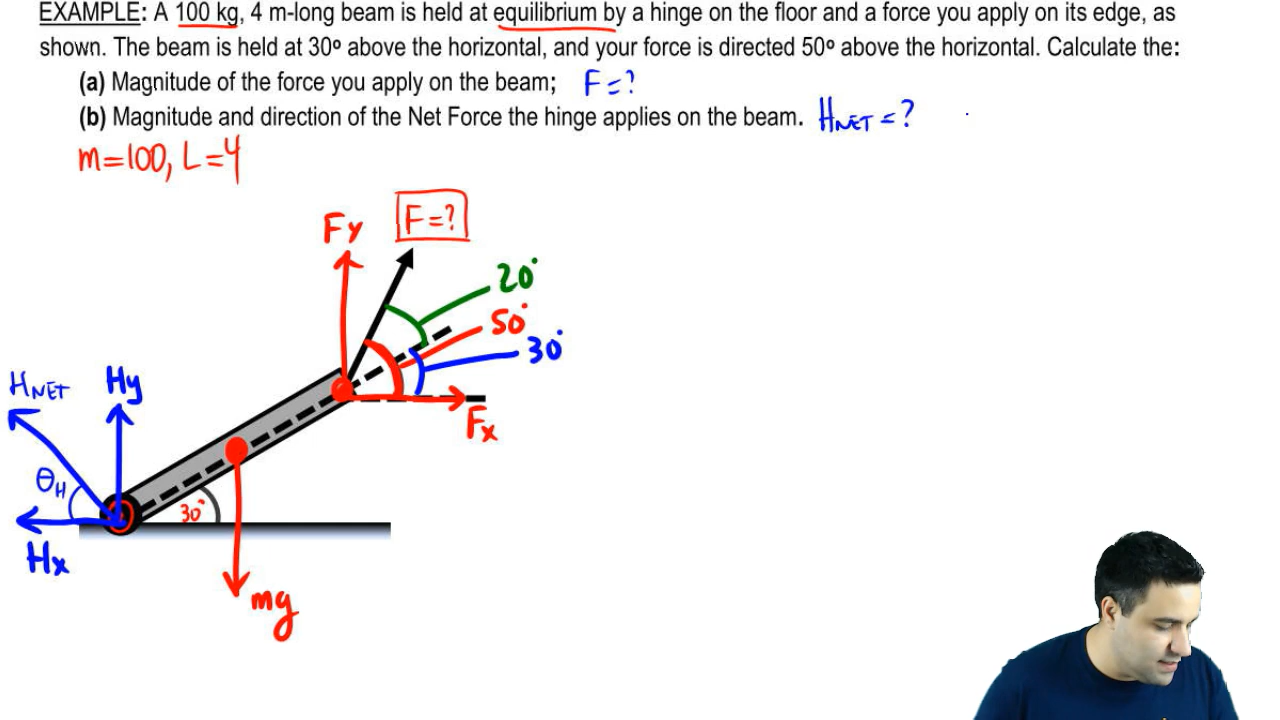 EXAMPLE: A 100 kg, 4 m-long beam is held at equilibrium by a hinge on the floor and a force you apply on its edge, as
shown. The beam is held at 30º above the horizontal, and your force is directed 50º above the horizontal. Calculate the:
(a) Magnitude of the force you apply on the beam; F=?
(b) Magnitude and direction of the Net Force the hinge applies on the beam. HNET=?
m=100, L=4
Fy
F=?
20°
50°
30°
Fx
HNET
Hy
θH
30°
Hx
mg